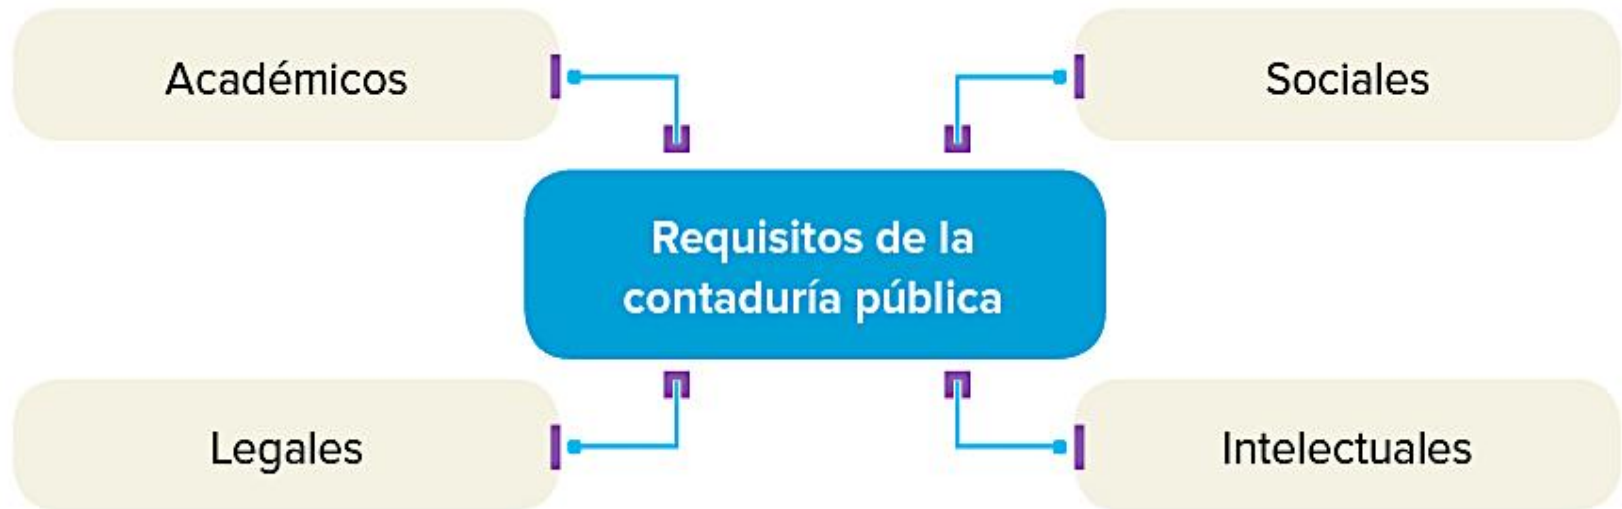 Académicos
Sociales
Requisitos de la
contaduría pública
Legales
Intelectuales